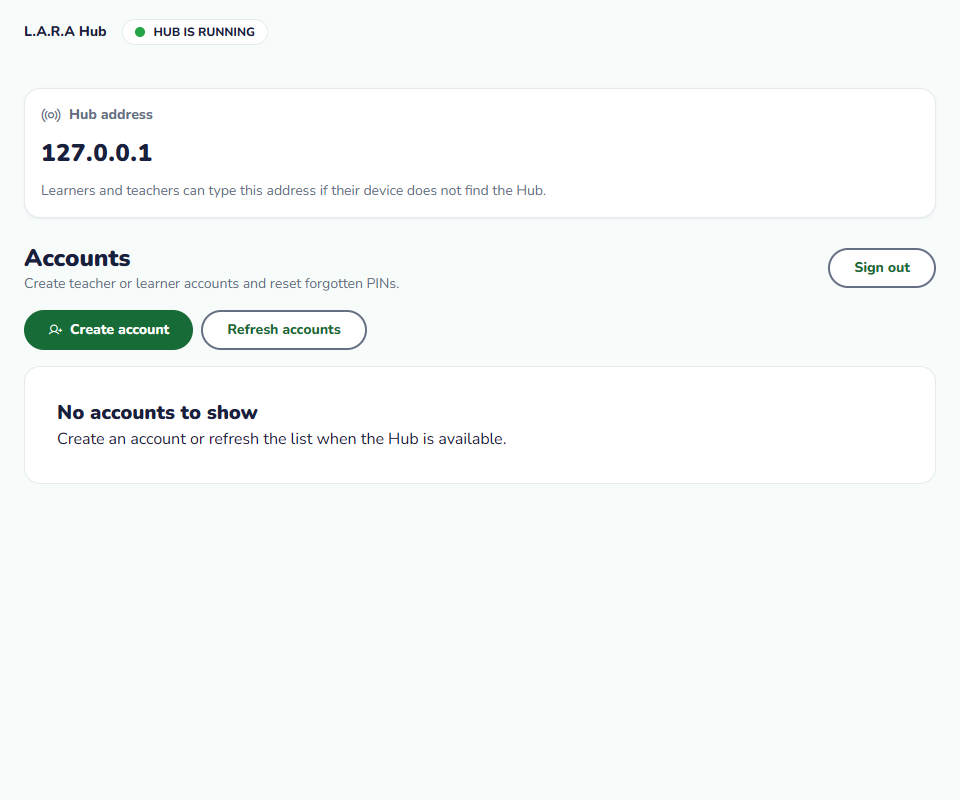 L.A.R.A Hub
HUB IS RUNNING
Hub address
127.0.0.1
Learners and teachers can type this address if their device does not find the Hub.
Accounts
Create teacher or learner accounts and reset forgotten PINs.
Sign out
Create account
Refresh accounts
No accounts to show
Create an account or refresh the list when the Hub is available.